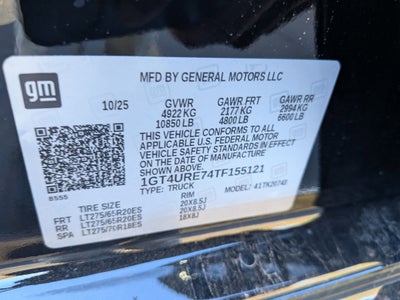 gm
MFD BY GENERAL MOTORS LLC
10/25 GVWR GAWR FRT GAWR RR
4922 KG 2177 KG 2994 KG
10850 LB 4800 LB 6600 LB
THIS VEHICLE CONFORMS TO ALL
APPLICABLE U.S. FEDERAL MOTOR
VEHICLE SAFETY STANDARDS IN
EFFECT ON THE DATE OF
MANUFACTURE SHOWN ABOVE.
1GT4URE74TF155121
TYPE: TRUCK MODEL: 41TK20743
B555
TIRE SIZE RIM
FRT LT275/65R20ES 20X8.5J
RR LT275/65R20ES 20X8.5J
SPA LT275/70R18ES 18X8J